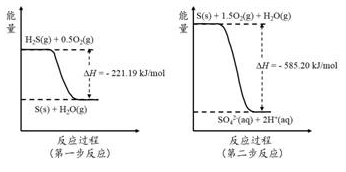 能
量
H₂S(g) + 0.5O₂(g)
ΔH= - 221.19 kJ/mol
S(s) + H₂O(g)
反应过程
(第一步反应)
能
量
S(s) + 1.5O₂(g) + H₂O(g)
ΔH= - 585.20 kJ/mol
SO₄²⁻(aq) + 2H⁺(aq)
反应过程
(第二步反应)